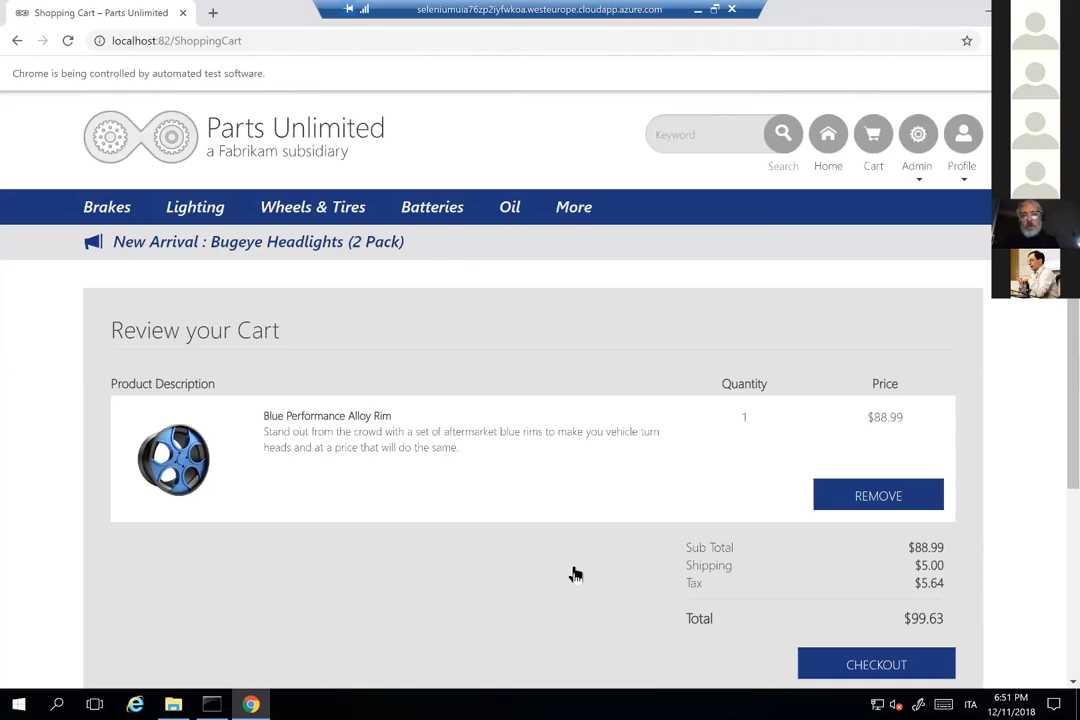 Shopping Cart – Parts Unlimited
seleniumuia76zp2iyfwkoa.westeurope.cloudapp.azure.com
localhost:82/ShoppingCart
Chrome is being controlled by automated test software.
Parts Unlimited
a Fabrikam subsidiary
Keyword
Search
Home
Cart
Admin
Profile
Brakes
Lighting
Wheels & Tires
Batteries
Oil
More
New Arrival : Bugeye Headlights (2 Pack)
Review your Cart
Product Description
Quantity
Price
Blue Performance Alloy Rim
1
$88.99
Stand out from the crowd with a set of aftermarket blue rims to make you vehicle turn
heads and at a price that will do the same.
REMOVE
Sub Total
$88.99
Shipping
$5.00
Tax
$5.64
Total
$99.63
CHECKOUT
ITA
6:51 PM
12/11/2018